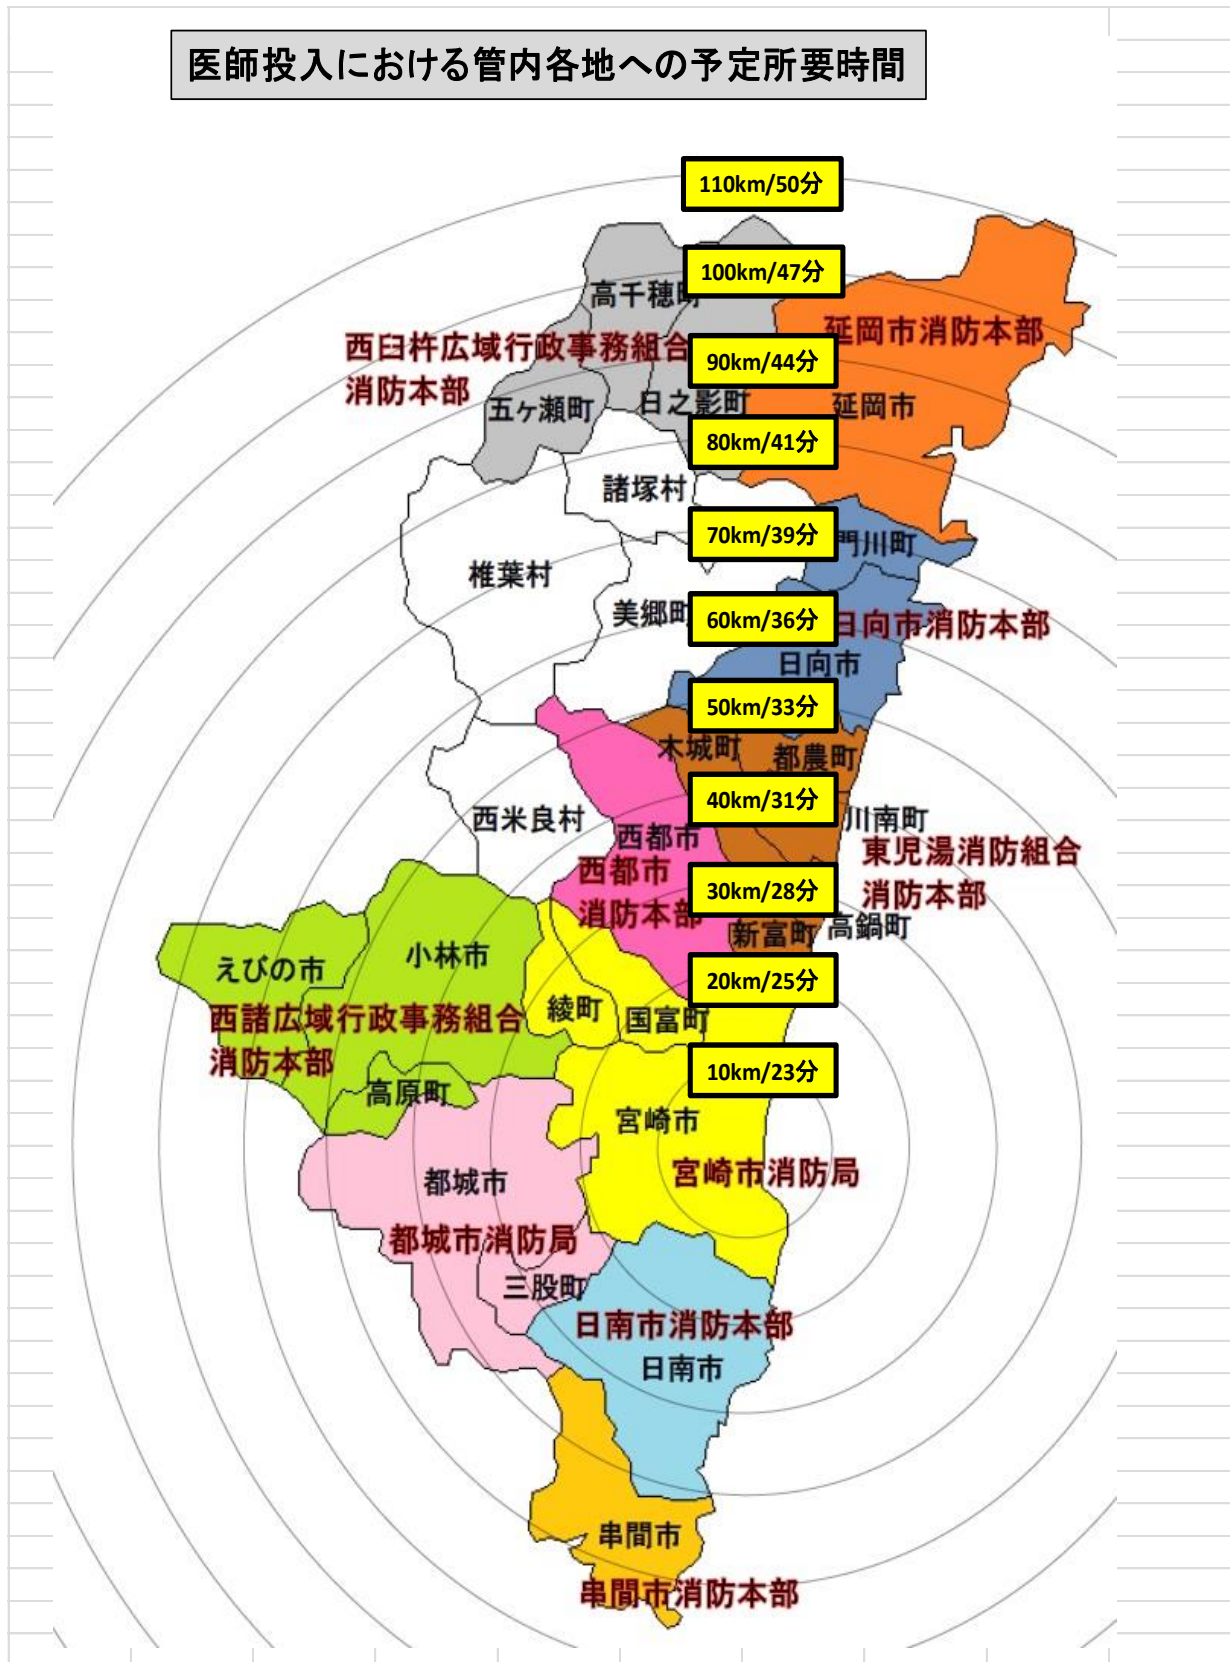 医師投入における管内各地への予定所要時間
110km/50分
100km/47分
高千穂町
西臼杵広域行政事務組合
消防本部
延岡市消防本部
90km/44分
五ヶ瀬町
日之影町
延岡市
80km/41分
諸塚村
70km/39分
門川町
椎葉村
美郷町
60km/36分
日向市消防本部
日向市
50km/33分
木城町
都農町
40km/31分
西米良村
川南町
西都市
西都市
消防本部
東児湯消防組合
消防本部
30km/28分
新富町
高鍋町
小林市
えびの市
20km/25分
綾町
国富町
西諸広域行政事務組合
消防本部
10km/23分
高原町
宮崎市
宮崎市消防局
都城市
都城市消防局
三股町
日南市消防本部
日南市
串間市
串間市消防本部